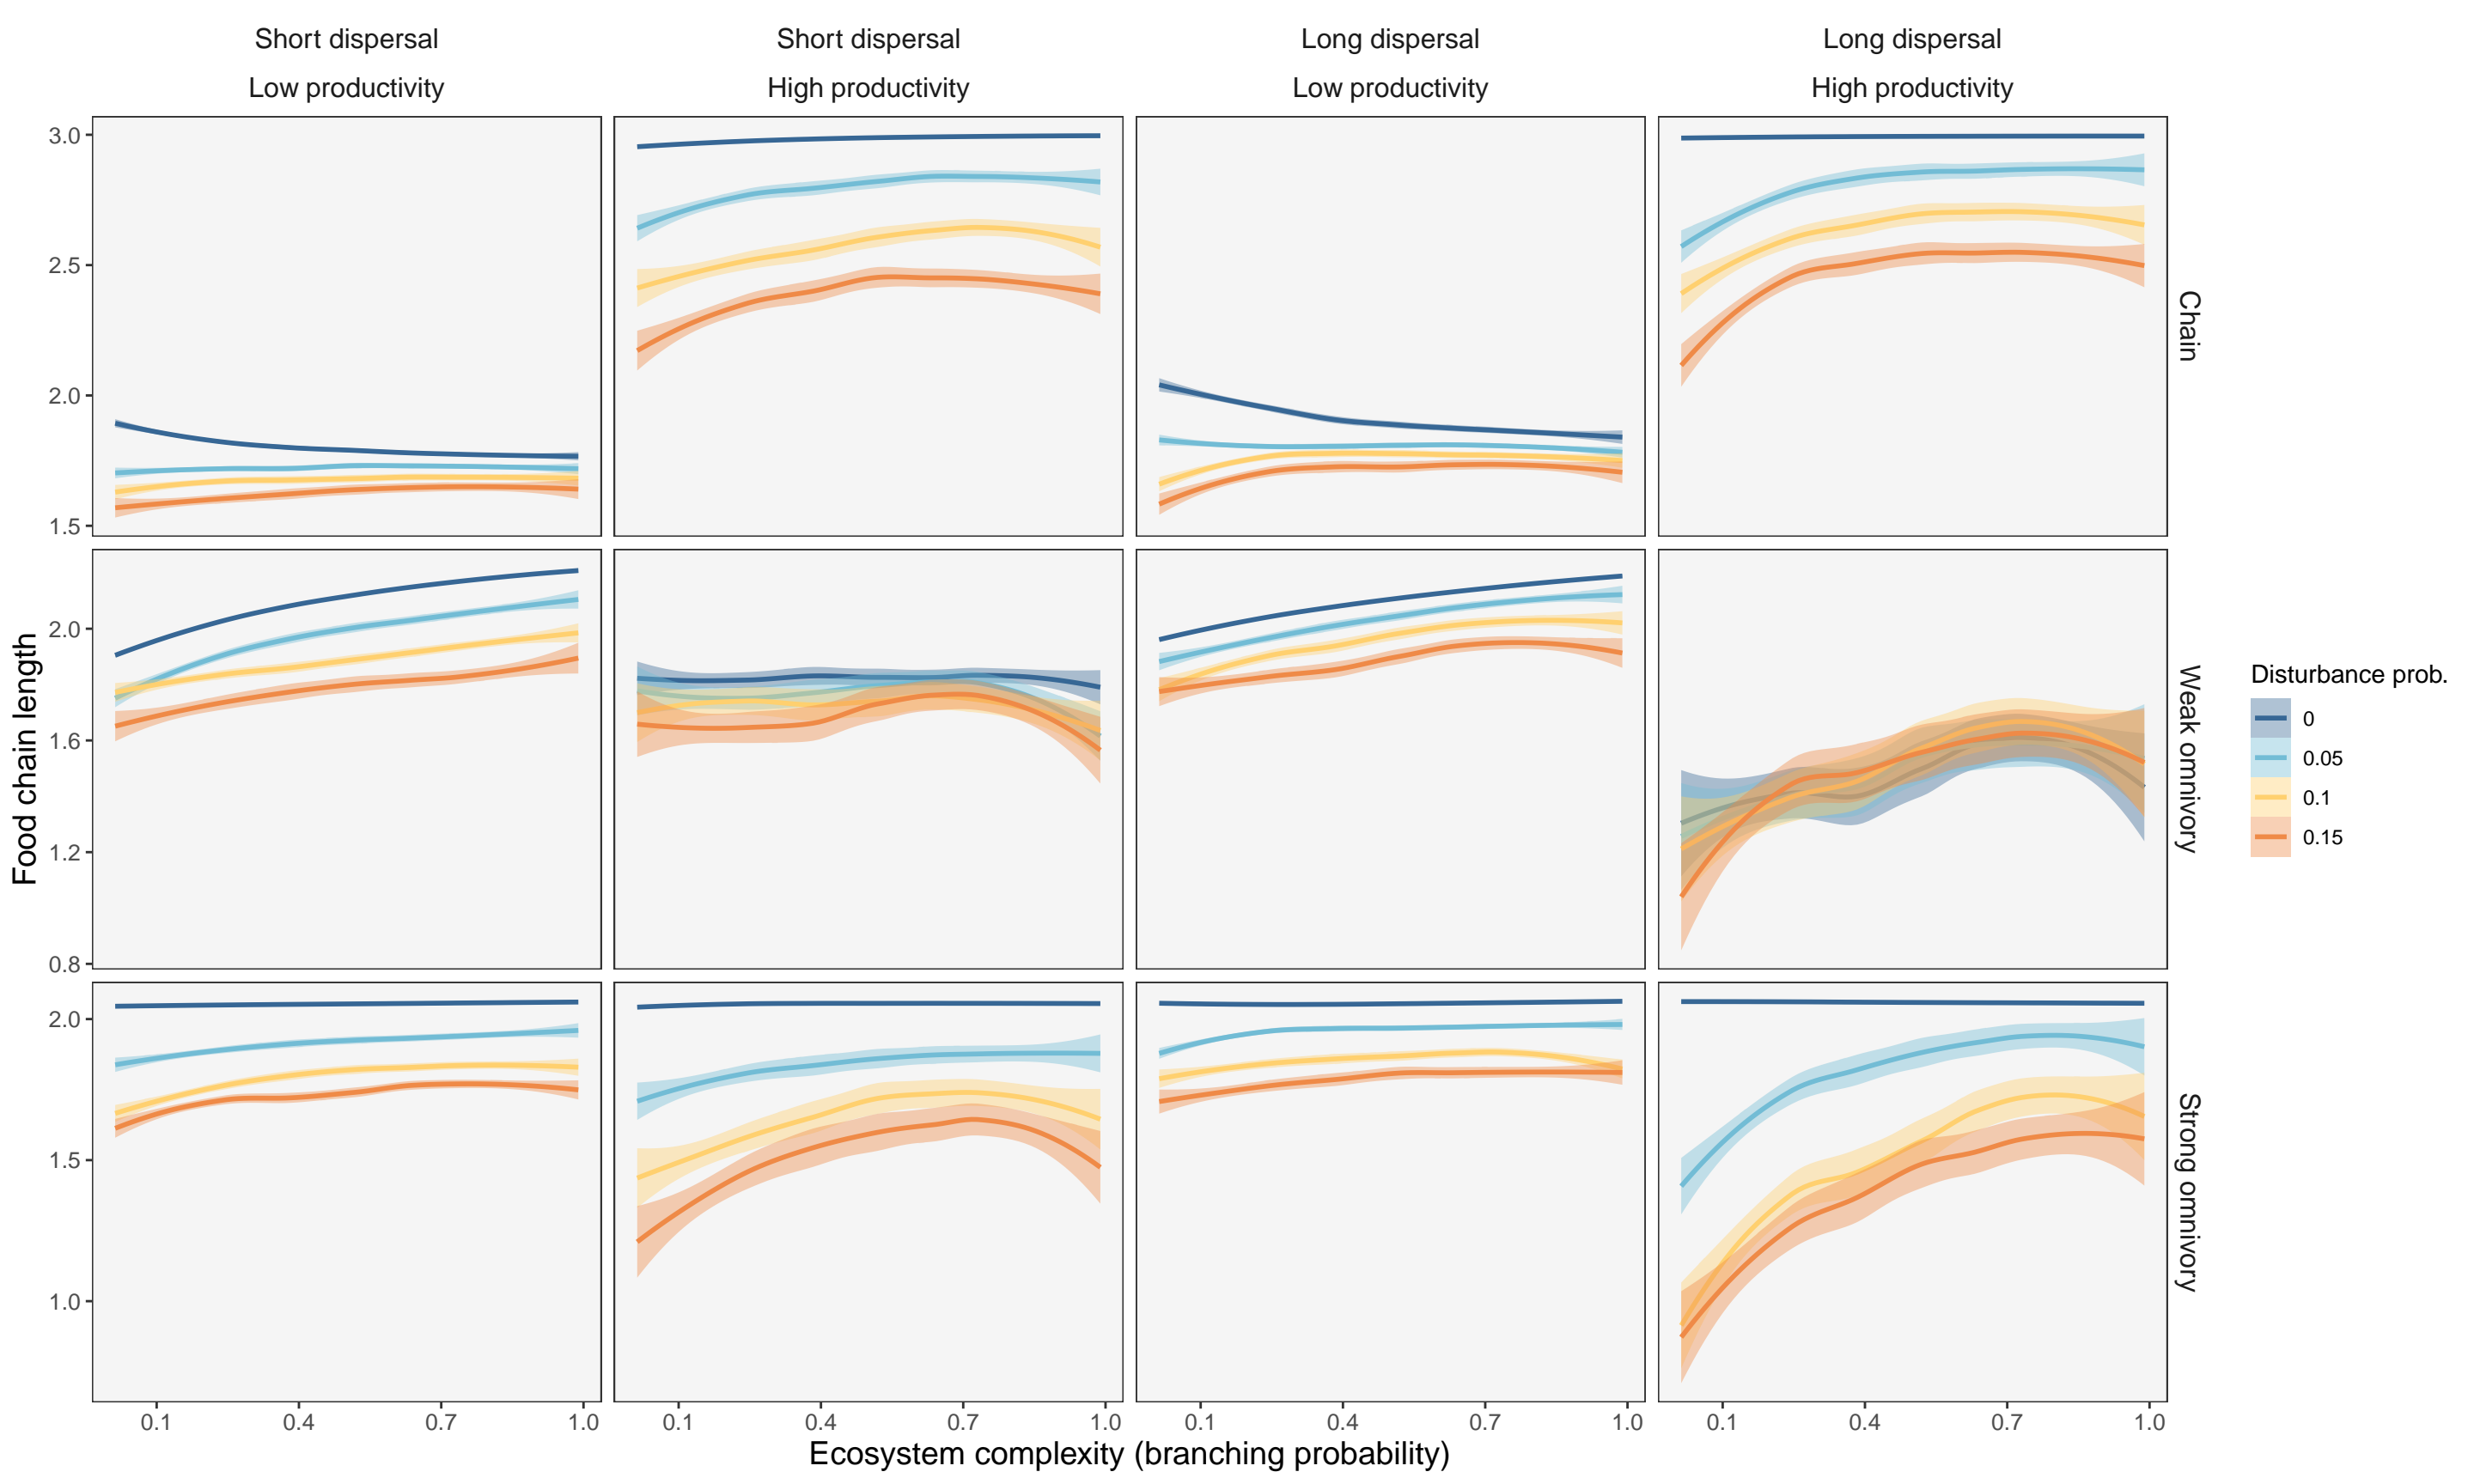 Short dispersal
Short dispersal
Long dispersal
Long dispersal
Low productivity
High productivity
Low productivity
High productivity
3.0
2.5
2.0
1.5
Chain
2.0
1.6
1.2
0.8
Weak omnivory
2.0
1.5
1.0
Strong omnivory
Food chain length
0.1 0.4 0.7 1.0
0.1 0.4 0.7 1.0
0.1 0.4 0.7 1.0
0.1 0.4 0.7 1.0
Ecosystem complexity (branching probability)
Disturbance prob.
0
0.05
0.1
0.15